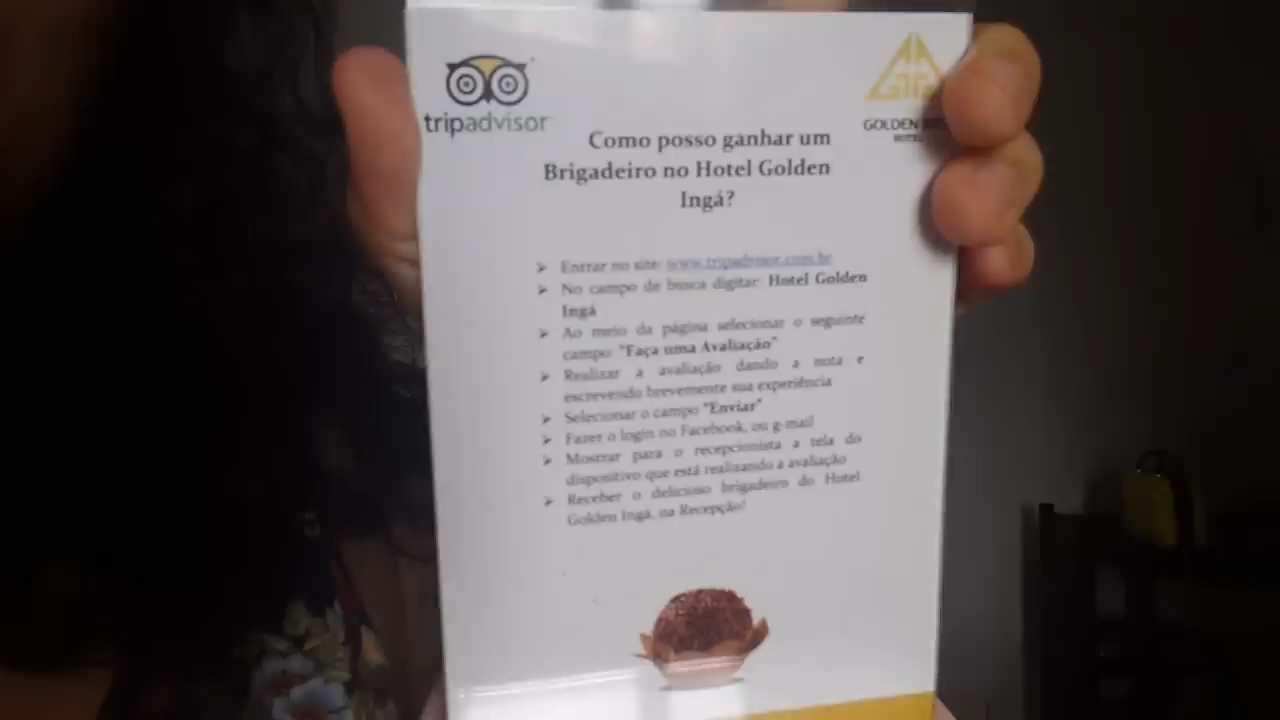 tripadvisor
GOLDEN
HOTEL
Como posso ganhar um
Brigadeiro no Hotel Golden
Ingá?
➢ Entrar no site: www.tripadvisor.com.br
➢ No campo de busca digitar: Hotel Golden
Ingá
➢ Ao meio da página selecionar o seguinte
campo: "Faça uma Avaliação"
➢ Realizar a avaliação dando a nota e
escrevendo brevemente sua experiência
➢ Selecionar o campo "Enviar"
➢ Fazer o login no Facebook, ou g-mail
➢ Mostrar para o recepcionista a tela do
dispositivo que está realizando a avaliação
➢ Receber o delicioso brigadeiro do Hotel
Golden Ingá, na Recepção!